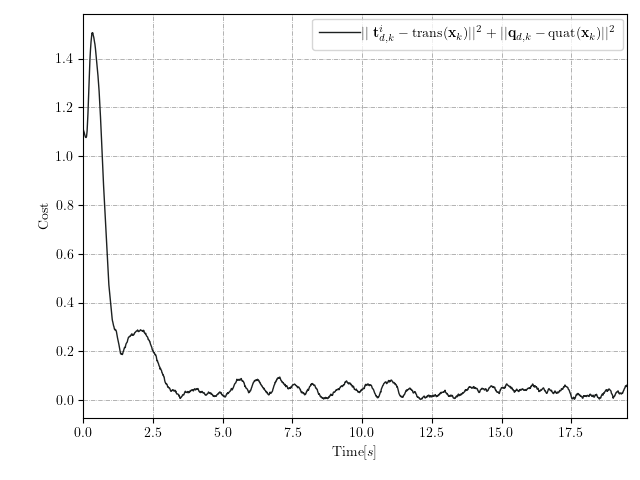 || t^i_{d,k} − trans(x_k)||² + ||q_{d,k} − quat(x_k)||²
1.4
1.2
1.0
0.8
0.6
0.4
0.2
0.0
Cost
0.0 2.5 5.0 7.5 10.0 12.5 15.0 17.5
Time[s]